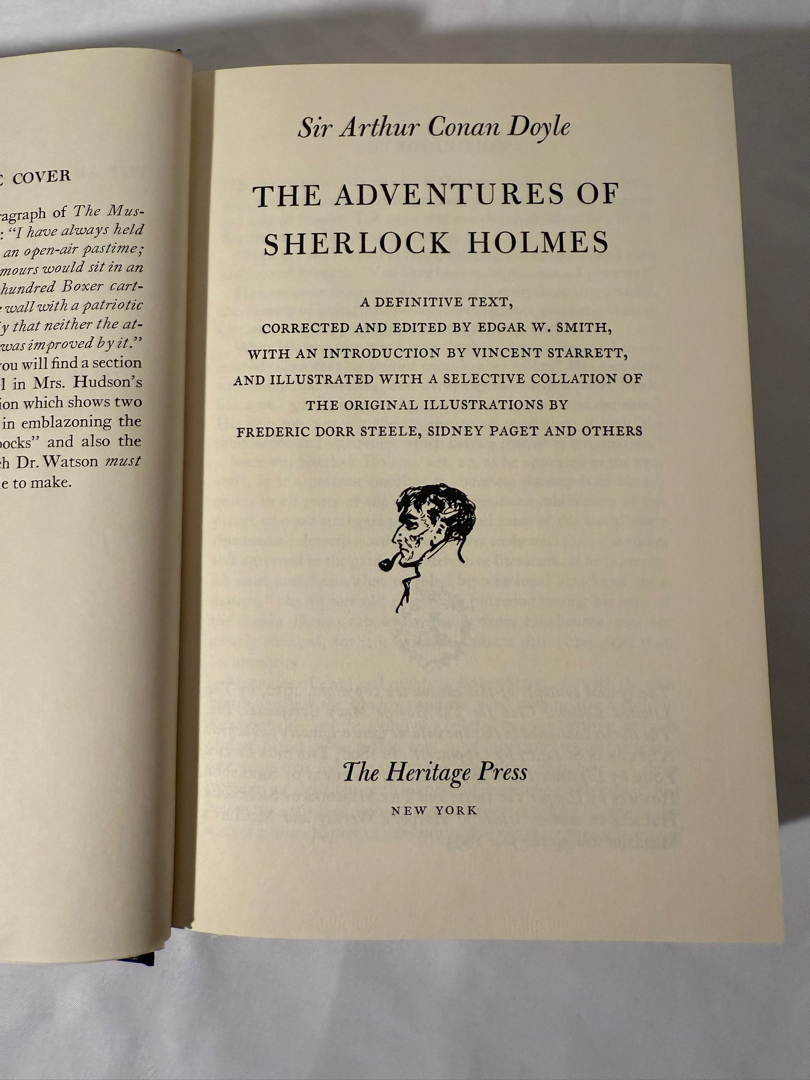 COVER
ragraph of The Mus-
: “I have always held
an open-air pastime;
mours would sit in an
hundred Boxer cart-
wall with a patriotic
y that neither the at-
was improved by it.”
you will find a section
l in Mrs. Hudson's
ion which shows two
in emblazoning the
ocks” and also the
ch Dr. Watson must
e to make.
Sir Arthur Conan Doyle
THE ADVENTURES OF
SHERLOCK HOLMES
A DEFINITIVE TEXT,
CORRECTED AND EDITED BY EDGAR W. SMITH,
WITH AN INTRODUCTION BY VINCENT STARRETT,
AND ILLUSTRATED WITH A SELECTIVE COLLATION OF
THE ORIGINAL ILLUSTRATIONS BY
FREDERIC DORR STEELE, SIDNEY PAGET AND OTHERS
The Heritage Press
NEW YORK